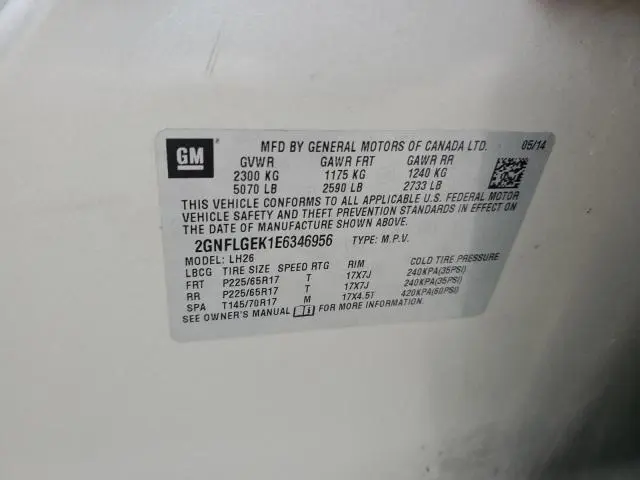 GM
MFD BY GENERAL MOTORS OF CANADA LTD. 05/14
GVWR GAWR FRT GAWR RR
2300 KG 1175 KG 1240 KG
5070 LB 2590 LB 2733 LB
THIS VEHICLE CONFORMS TO ALL APPLICABLE U.S. FEDERAL MOTOR
VEHICLE SAFETY AND THEFT PREVENTION STANDARDS IN EFFECT ON
THE DATE OF MANUFACTURE SHOWN ABOVE.
2GNFLGEK1E6346956 TYPE: M.P.V.
MODEL: LH26
LBCG TIRE SIZE SPEED RTG RIM COLD TIRE PRESSURE
FRT P225/65R17 T 17X7J 240KPA(35PSI)
RR P225/65R17 T 17X7J 240KPA(35PSI)
SPA T145/70R17 M 17X4.5T 420KPA(60PSI)
SEE OWNER'S MANUAL FOR MORE INFORMATION.